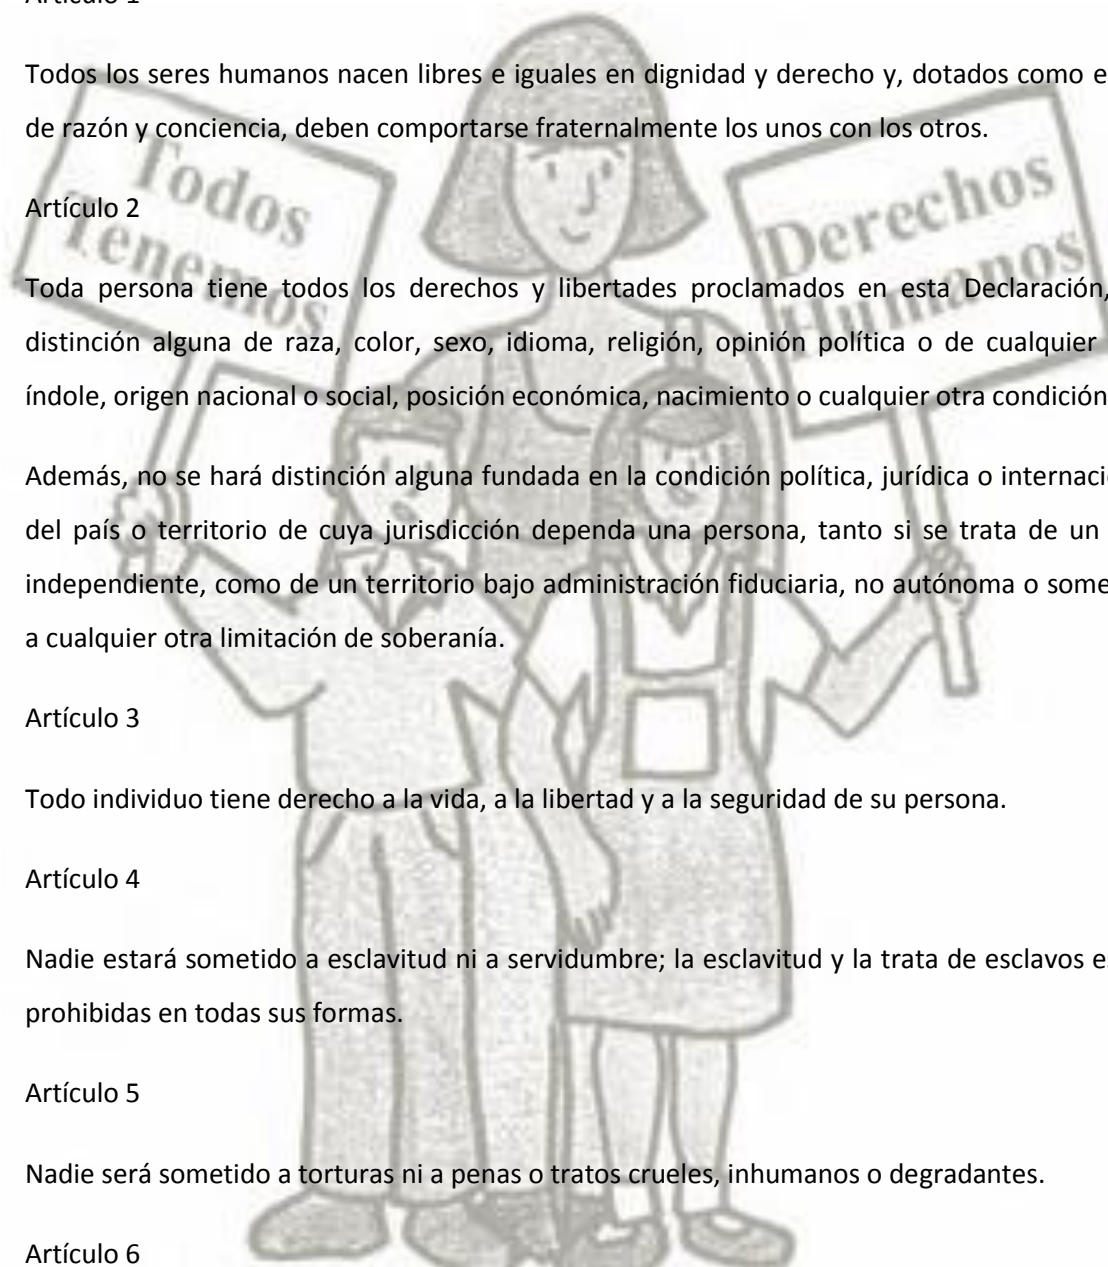 Artículo 1
Todos los seres humanos nacen libres e iguales en dignidad y derecho y, dotados como e
de razón y conciencia, deben comportarse fraternalmente los unos con los otros.
Todos
Tenemos
Derechos
Humanos
Artículo 2
Toda persona tiene todos los derechos y libertades proclamados en esta Declaración,
distinción alguna de raza, color, sexo, idioma, religión, opinión política o de cualquier
índole, origen nacional o social, posición económica, nacimiento o cualquier otra condición
Además, no se hará distinción alguna fundada en la condición política, jurídica o internaci
del país o territorio de cuya jurisdicción dependa una persona, tanto si se trata de un
independiente, como de un territorio bajo administración fiduciaria, no autónoma o some
a cualquier otra limitación de soberanía.
Artículo 3
Todo individuo tiene derecho a la vida, a la libertad y a la seguridad de su persona.
Artículo 4
Nadie estará sometido a esclavitud ni a servidumbre; la esclavitud y la trata de esclavos es
prohibidas en todas sus formas.
Artículo 5
Nadie será sometido a torturas ni a penas o tratos crueles, inhumanos o degradantes.
Artículo 6